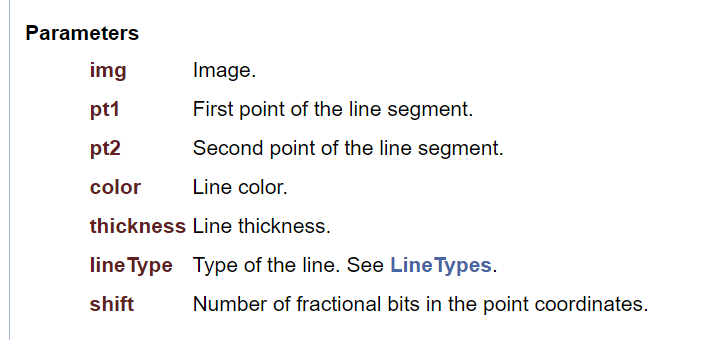 Parameters
img Image.
pt1 First point of the line segment.
pt2 Second point of the line segment.
color Line color.
thickness Line thickness.
lineType Type of the line. See LineTypes.
shift Number of fractional bits in the point coordinates.